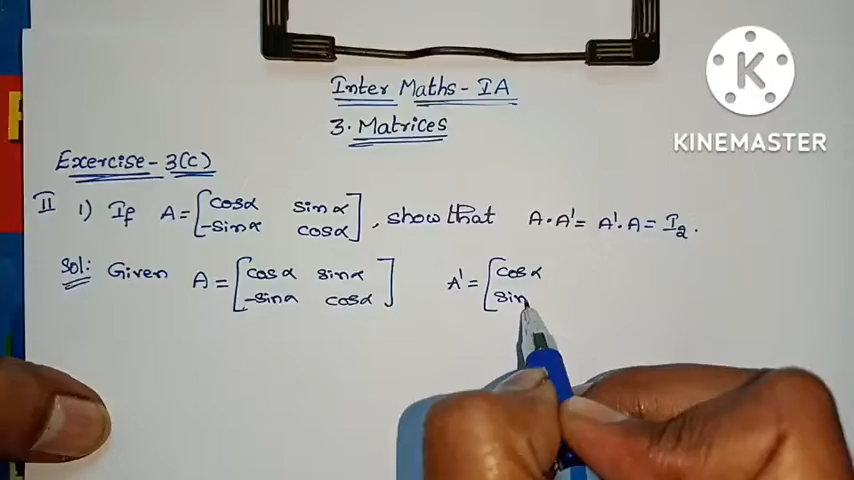 Inter Maths - IA
3. Matrices
KINEMASTER
Exercise - 3(c)
II 1) If A = [cosα sinα -sinα cosα], show that A·A' = A'·A = I₂.
Sol: Given A = [cosα sinα -sinα cosα] A' = [cosα sin